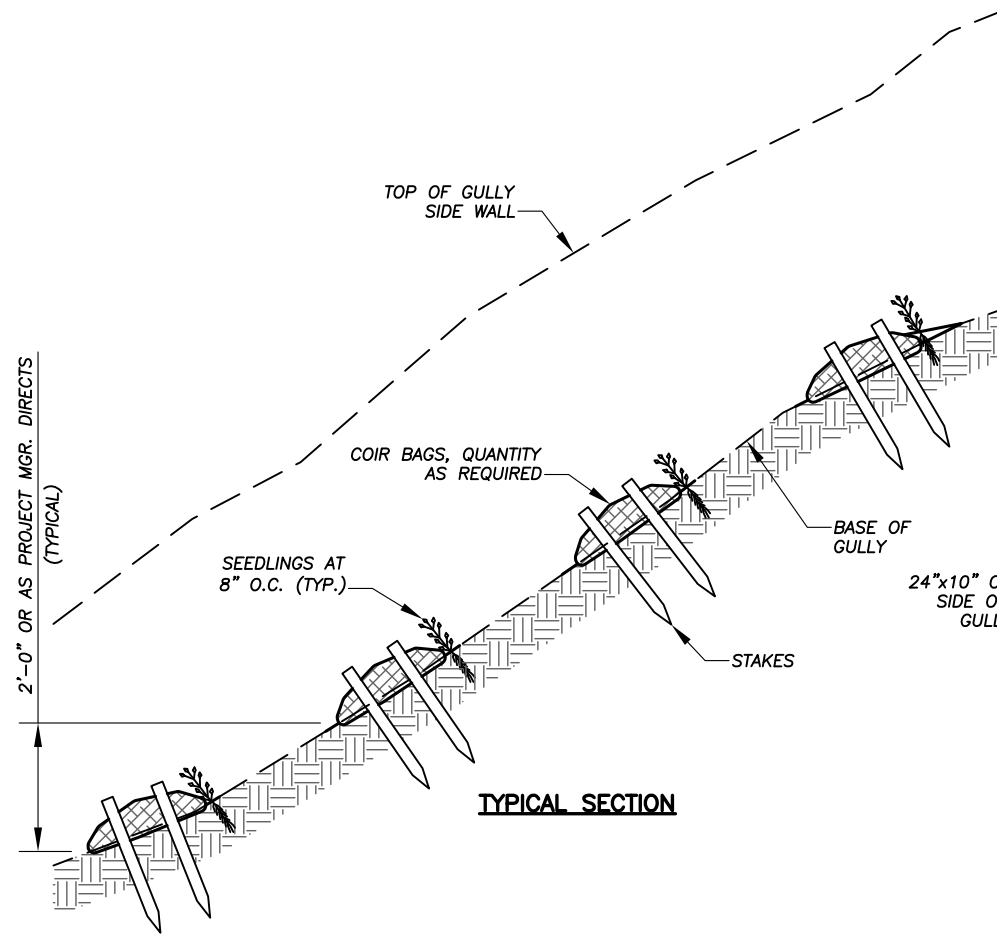 TOP OF GULLY
SIDE WALL
2'-0" OR AS PROJECT MGR. DIRECTS
(TYPICAL)
COIR BAGS, QUANTITY
AS REQUIRED
BASE OF
GULLY
SEEDLINGS AT
8" O.C. (TYP.)
24"x10"
SIDE
STAKES
TYPICAL SECTION